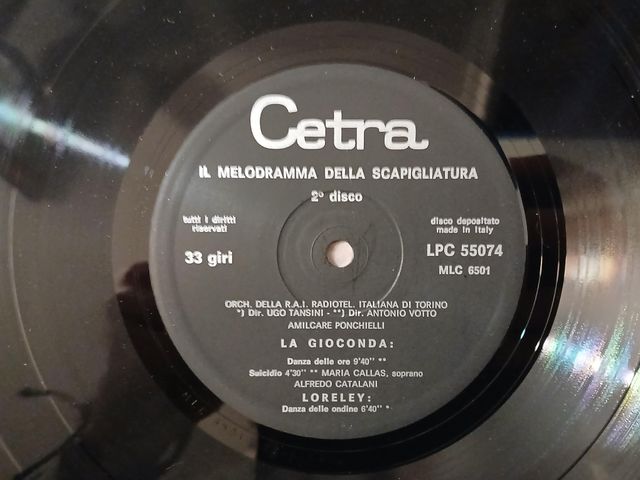 Cetra
IL MELODRAMMA DELLA SCAPIGLIATURA
2° disco
tutti i diritti
riservati
disco depositato
made in Italy
33 giri
LPC 55074
MLC 6501
ORCH. DELLA R.A.I. RADIOTEL. ITALIANA DI TORINO
*) Dir. UGO TANSINI - **) Dir. ANTONIO VOTTO
AMILCARE PONCHIELLI
LA GIOCONDA:
Danza delle ore 9'40'' **
Suicidio 4'30'' ** MARIA CALLAS, soprano
ALFREDO CATALANI
LORELEY:
Danza delle ondine 6'40'' *